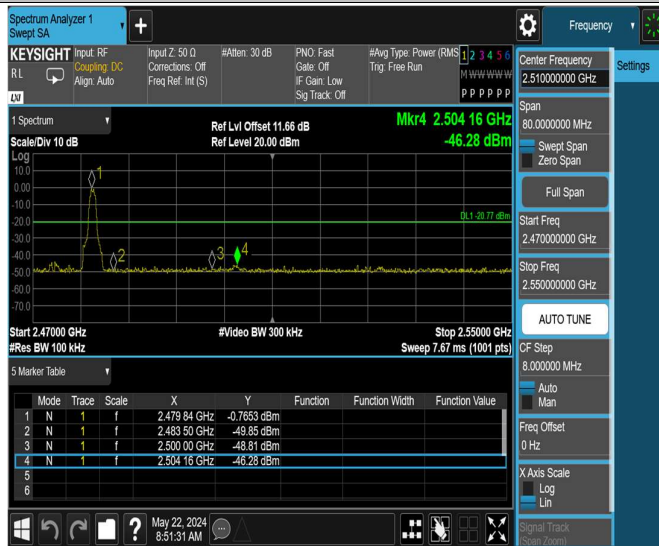 Spectrum Analyzer 1
Swept SA
+
Frequency
KEYSIGHT
RL
LXI
Input: RF
Coupling: DC
Align: Auto
Input Z: 50 Ω
Corrections: Off
Freq Ref: Int (S)
#Atten: 30 dB
PNO: Fast
Gate: Off
IF Gain: Low
Sig Track: Off
#Avg Type: Power (RMS
Trig: Free Run
1 2 3 4 5 6
M W W W W W
P P P P P P
1 Spectrum
Scale/Div 10 dB
Ref Lvl Offset 11.66 dB
Ref Level 20.00 dBm
Mkr4 2.504 16 GHz
-46.28 dBm
Log
10.0
0.00
-10.0
-20.0
-30.0
-40.0
-50.0
-60.0
-70.0
1
2
3
4
DL1 -20.77 dBm
Start 2.47000 GHz
#Res BW 100 kHz
#Video BW 300 kHz
Stop 2.55000 GHz
Sweep 7.67 ms (1001 pts)
5 Marker Table
Mode Trace Scale X Y Function Function Width Function Value
1 N 1 f 2.479 84 GHz -0.7653 dBm
2 N 1 f 2.483 50 GHz -49.85 dBm
3 N 1 f 2.500 00 GHz -48.81 dBm
4 N 1 f 2.504 16 GHz -46.28 dBm
5
6
?
May 22, 2024
8:51:31 AM
Center Frequency
2.510000000 GHz
Settings
Span
80.0000000 MHz
Swept Span
Zero Span
Full Span
Start Freq
2.470000000 GHz
Stop Freq
2.550000000 GHz
AUTO TUNE
CF Step
8.000000 MHz
Auto
Man
Freq Offset
0 Hz
X Axis Scale
Log
Lin
Signal Track
(Span Zoom)